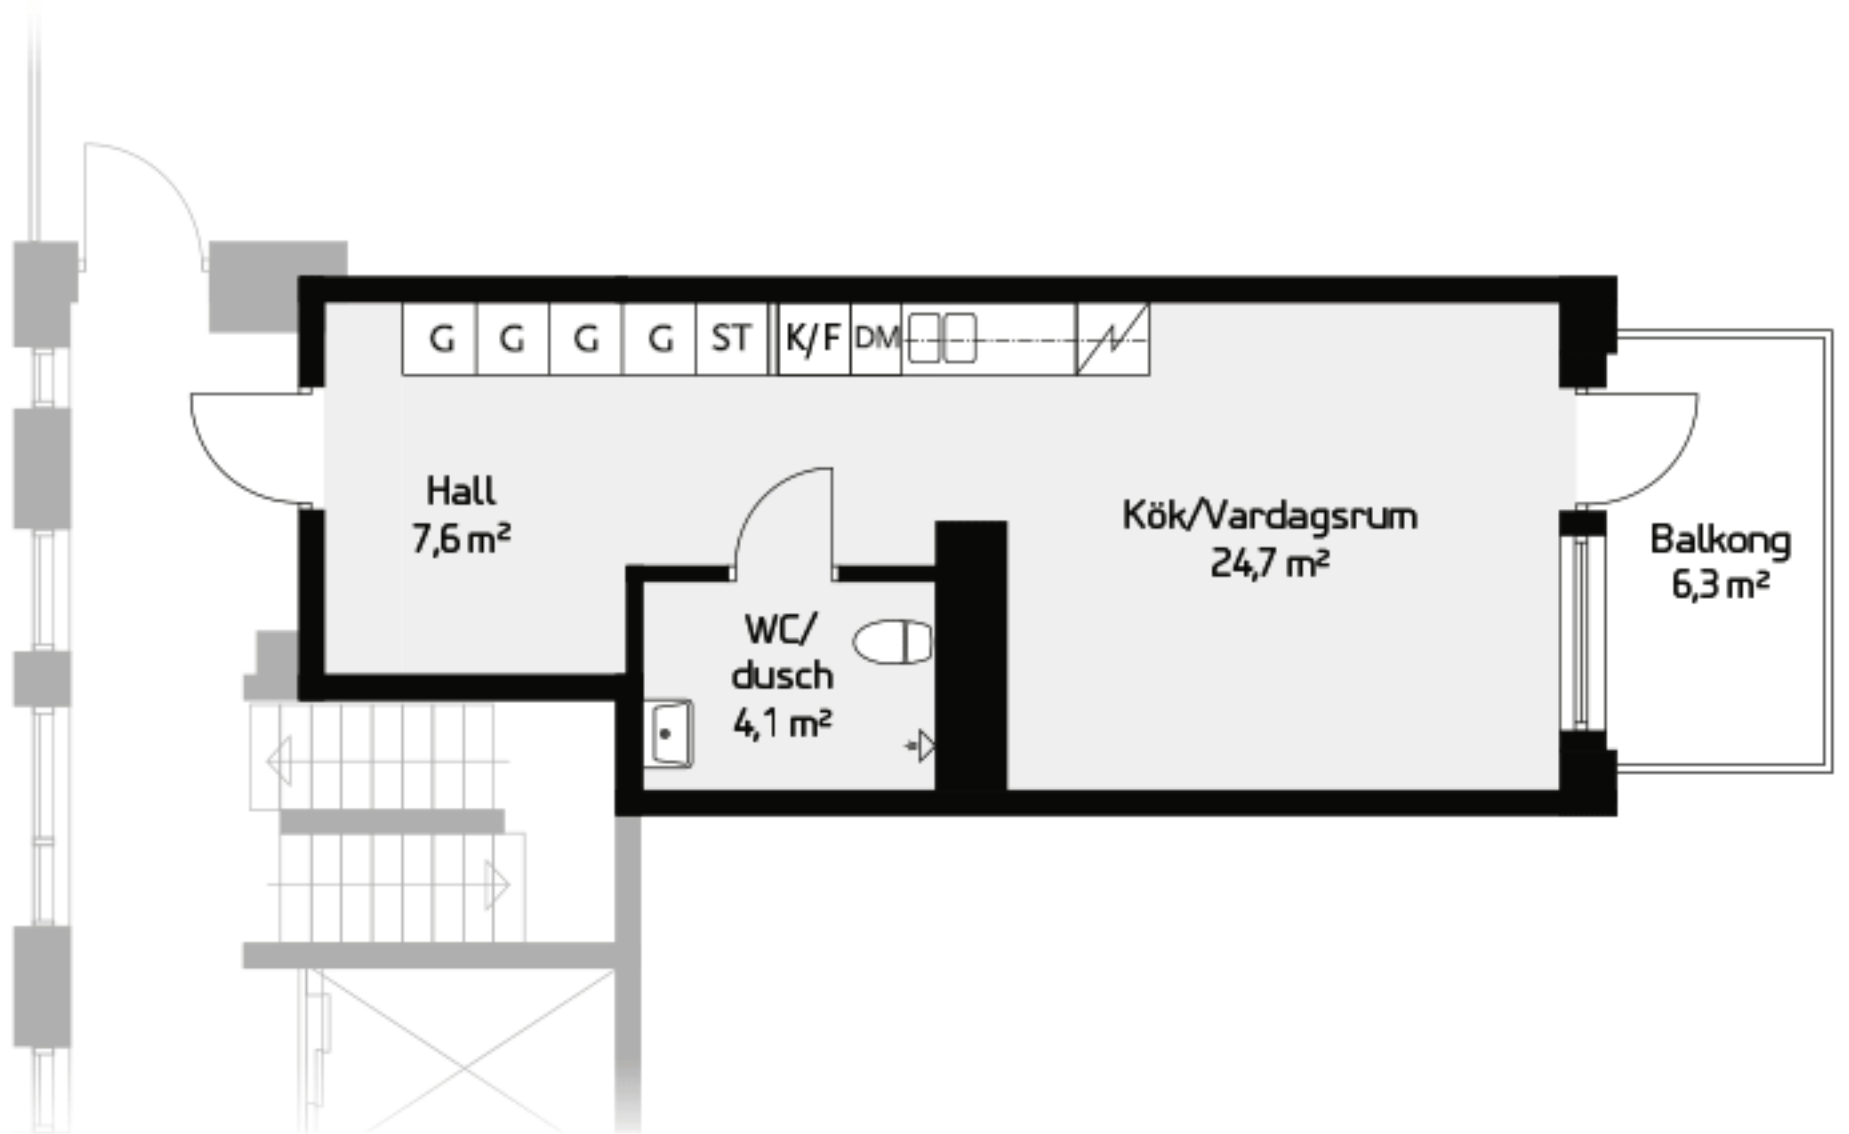 G G G G ST K/F DM
Hall
7,6 m²
Kök/Vardagsrum
24,7 m²
Balkong
6,3 m²
WC/
dusch
4,1 m²